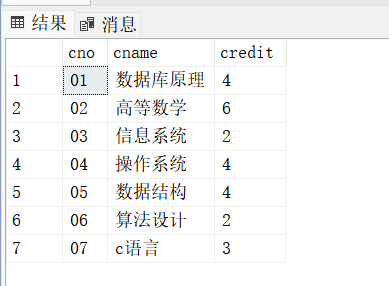 结果 消息
cno cname credit
1 01 数据库原理 4
2 02 高等数学 6
3 03 信息系统 2
4 04 操作系统 4
5 05 数据结构 4
6 06 算法设计 2
7 07 c语言 3